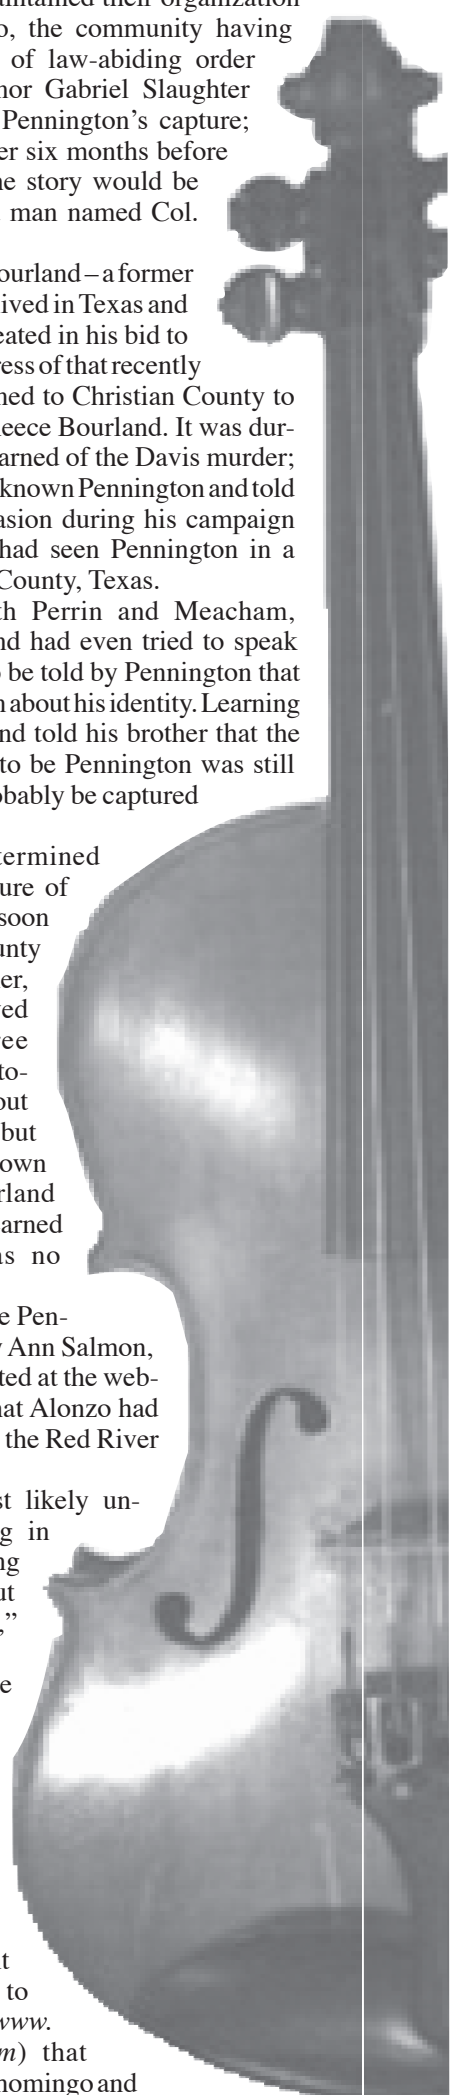 maintained their organization
o, the community having
of law-abiding order
nor Gabriel Slaughter
Pennington’s capture;
er six months before
ne story would be
man named Col.
ourland – a former
ived in Texas and
eated in his bid to
ress of that recently
ned to Christian County to
leece Bourland. It was dur-
arned of the Davis murder;
known Pennington and told
asion during his campaign
had seen Pennington in a
County, Texas.
th Perrin and Meacham,
nd had even tried to speak
o be told by Pennington that
n about his identity. Learning
nd told his brother that the
to be Pennington was still
obably be captured
termined
ure of
soon
unty
er,
ved
ree
to-
out
but
own
rland
earned
as no
e Pen-
y Ann Salmon,
ted at the web-
hat Alonzo had
the Red River
st likely un-
g in
ng
ut
,”
e
t
to
www.
m) that
homingo and